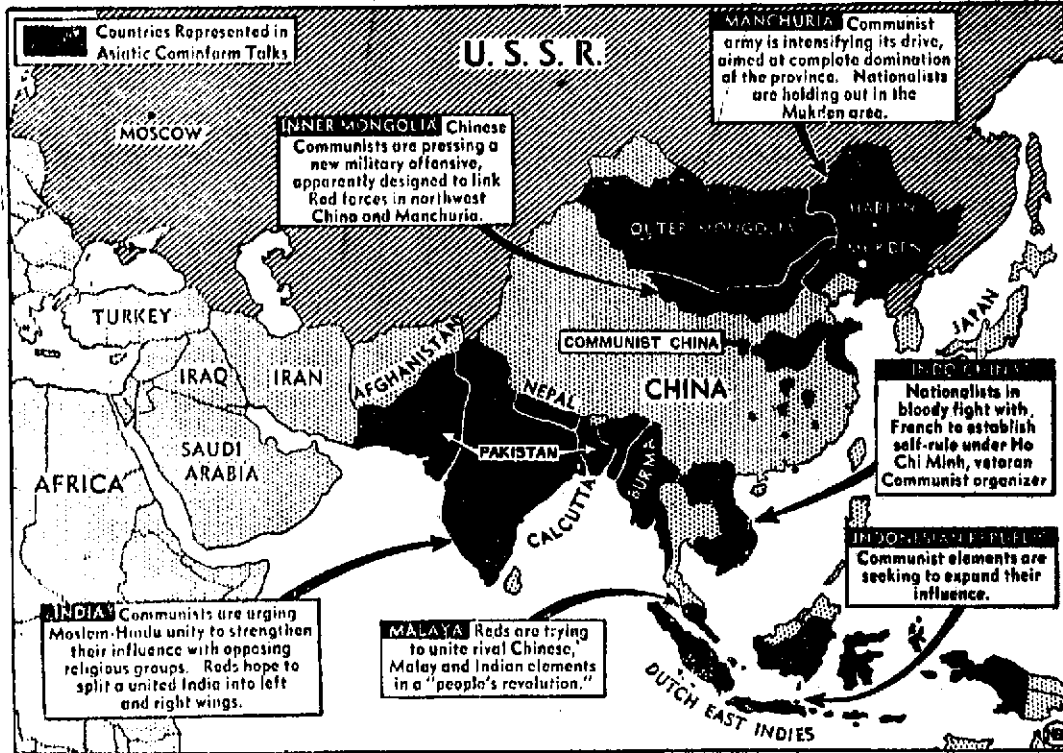 Countries Represented in
Asiatic Cominform Talks
U. S. S. R.
MOSCOW
MANCHURIA Communist
army is intensifying its drive,
aimed at complete domination
of the province. Nationalists
are holding out in the
Mukden area.
INNER MONGOLIA Chinese
Communists are pressing a
new military offensive,
apparently designed to link
Red forces in northwest
China and Manchuria.
OUTER MONGOLIA
HARBIN
MUKDEN
TURKEY
IRAQ
IRAN
AFGHANISTAN
COMMUNIST CHINA
CHINA
JAPAN
NEPAL
PAKISTAN
SAUDI
ARABIA
AFRICA
CALCUTTA
BURMA
INDO CHINA
Nationalists in
bloody fight with
French to establish
self-rule under Ho
Chi Minh, veteran
Communist organizer
INDONESIAN REPUBLIC
Communist elements are
seeking to expand their
influence.
INDIA Communists are urging
Moslem-Hindu unity to strengthen
their influence with opposing
religious groups. Reds hope to
split a united India into left
and right wings.
MALAYA Reds are trying
to unite rival Chinese,
Malay and Indian elements
in a "people's revolution."
DUTCH EAST INDIES